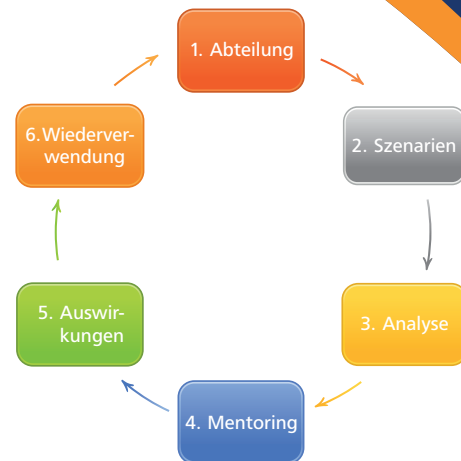 1. Abteilung
2. Szenarien
3. Analyse
4. Mentoring
5. Auswir-
kungen
6.Wiederver-
wendung